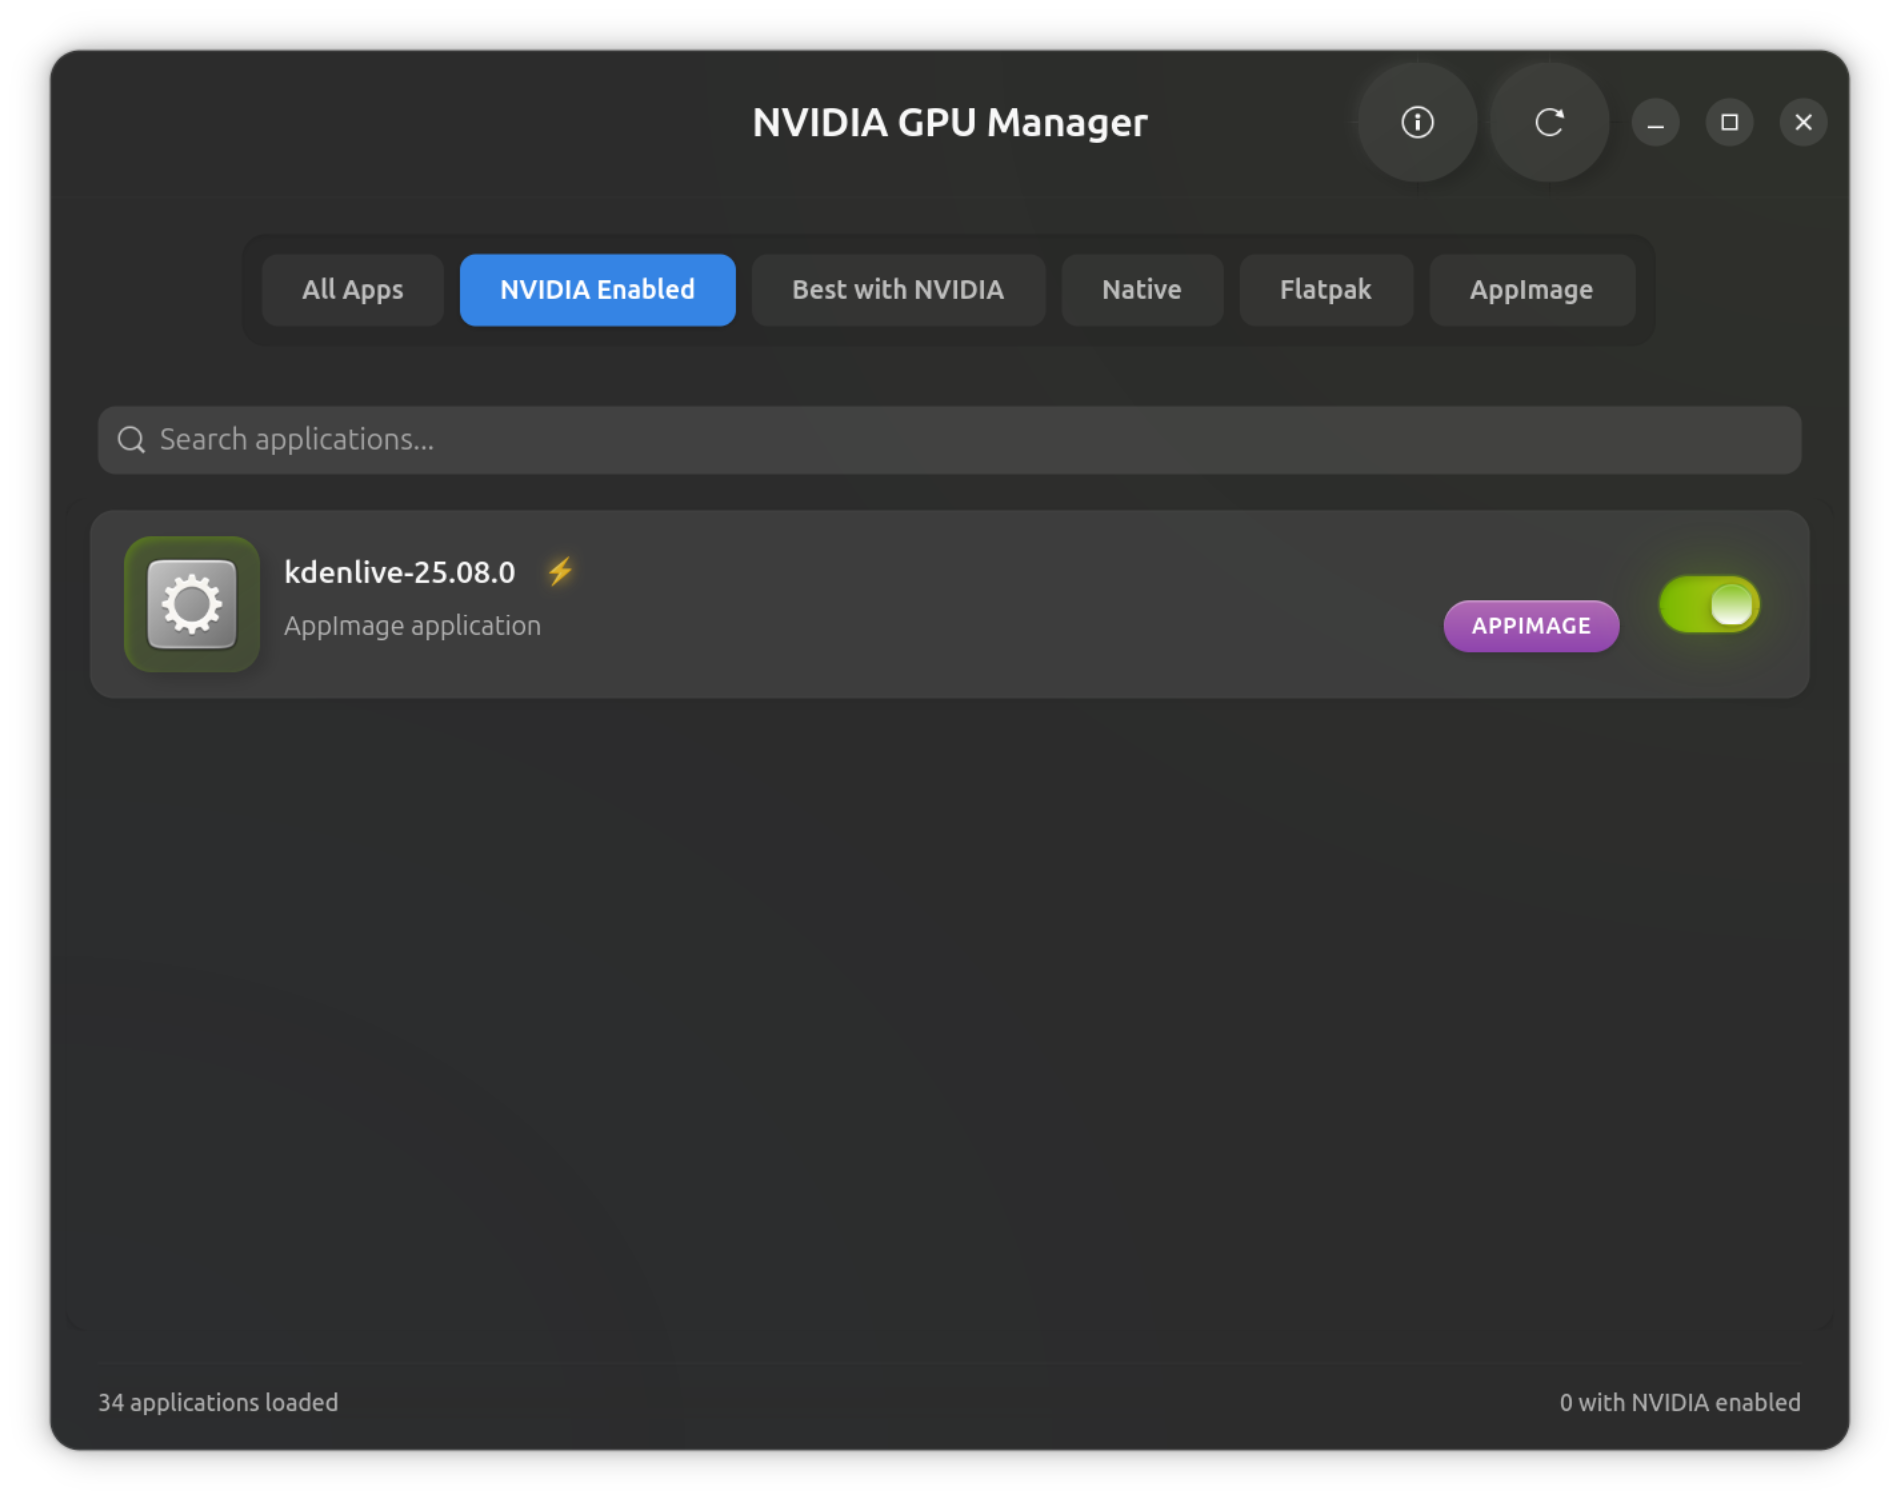 NVIDIA GPU Manager
All Apps
NVIDIA Enabled
Best with NVIDIA
Native
Flatpak
AppImage
Search applications...
kdenlive-25.08.0
AppImage application
APPIMAGE
34 applications loaded
0 with NVIDIA enabled